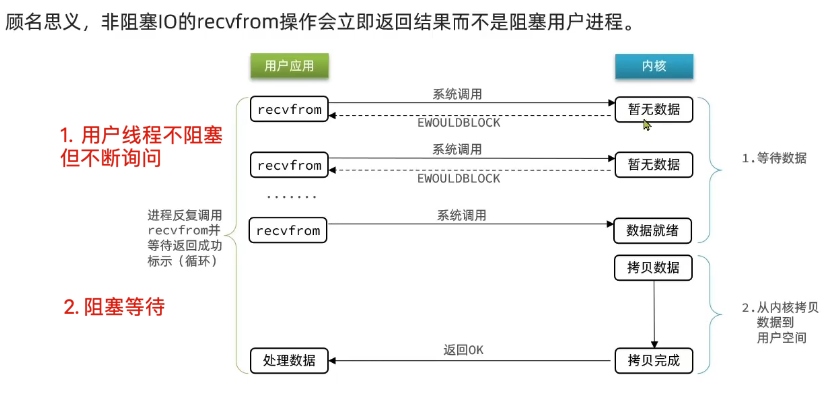 顾名思义，非阻塞IO的recvfrom操作会立即返回结果而不是阻塞用户进程。
用户应用
内核
recvfrom
系统调用
暂无数据
EWOULDBLOCK
1. 用户线程不阻塞
但不断询问
recvfrom
系统调用
暂无数据
EWOULDBLOCK
1.等待数据
.......
进程反复调用
recvfrom并
等待返回成功
标示（循环）
recvfrom
系统调用
数据就绪
拷贝数据
2. 阻塞等待
2.从内核拷贝
数据到
用户空间
处理数据
返回OK
拷贝完成